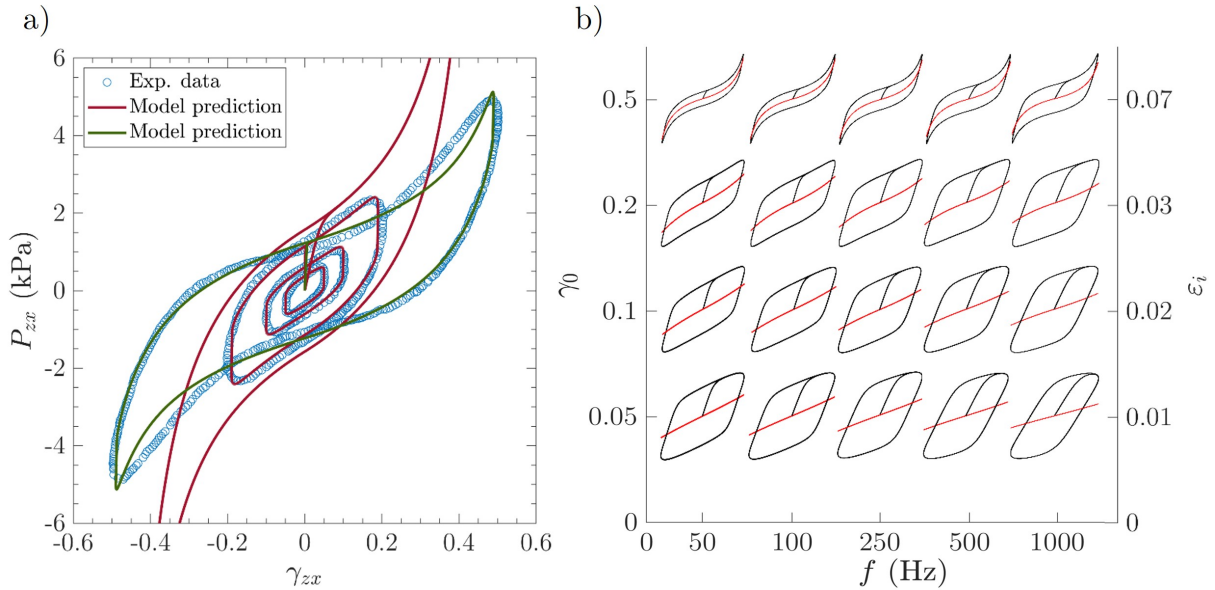 a)
6
4
2
0
-2
-4
-6
P_zx (kPa)
Exp. data
Model prediction
Model prediction
-0.6 -0.4 -0.2 0 0.2 0.4 0.6
γ_zx
b)
0.5
0.2
0.1
0.05
0
γ_0
0.07
0.03
0.02
0.01
0
ε_i
0 50 100 250 500 1000
f (Hz)